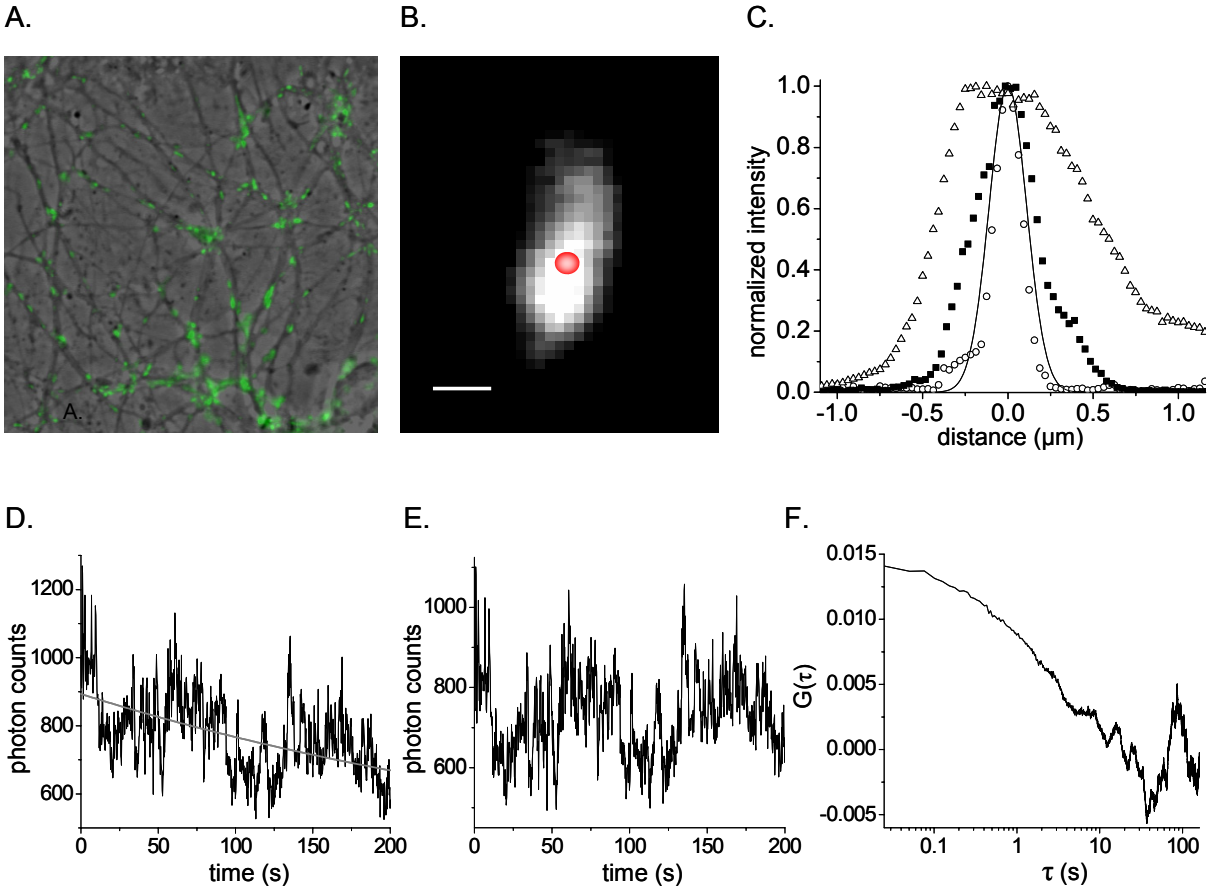 A.
B.
C.
A.
normalized intensity
1.0
0.8
0.6
0.4
0.2
0.0
-1.0 -0.5 0.0 0.5 1.0
distance (µm)
D.
E.
F.
photon counts
1200
1000
800
600
0 50 100 150 200
time (s)
photon counts
1000
800
600
0 50 100 150 200
time (s)
G(τ)
0.015
0.010
0.005
0.000
-0.005
0.1 1 10 100
τ (s)